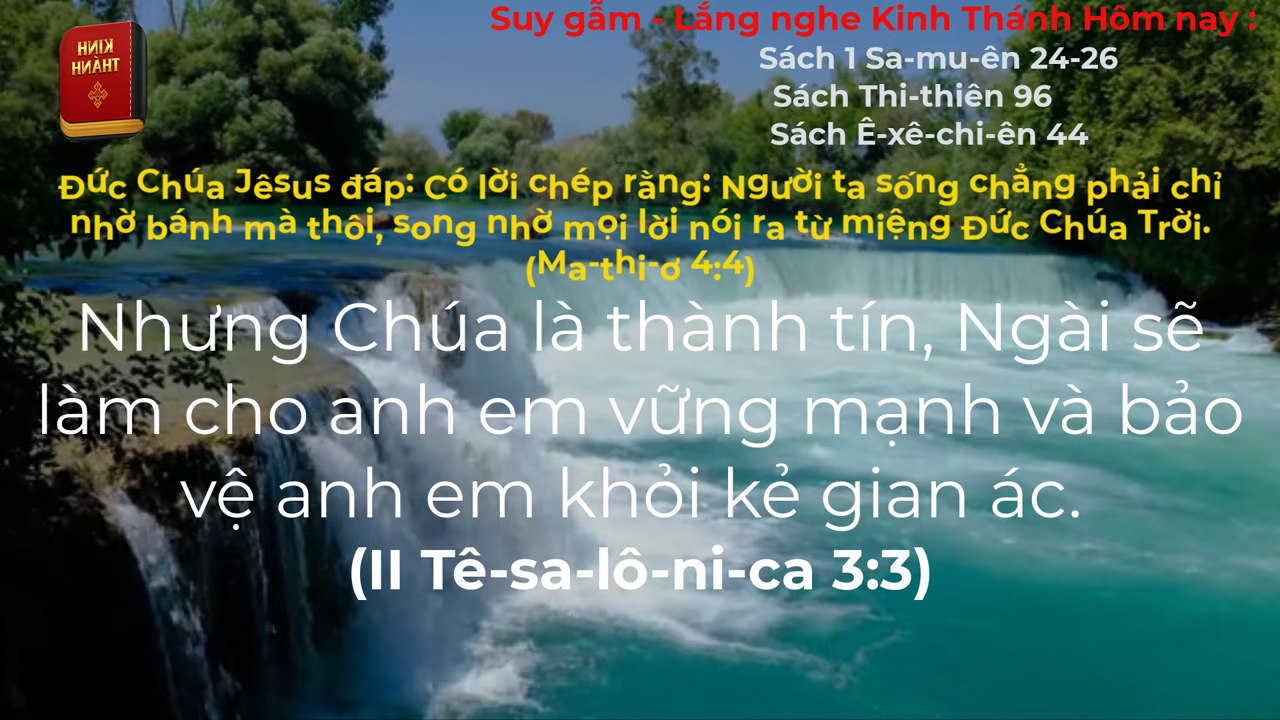 Suy gẫm - Lắng nghe Kinh Thánh Hôm nay :
Sách 1 Sa-mu-ên 24-26
Sách Thi-thiên 96
Sách Ê-xê-chi-ên 44
KINH
THÁNH
Đức Chúa Jêsus đáp: Có lời chép rằng: Người ta sống chẳng phải chỉ
nhờ bánh mà thôi, song nhờ mọi lời nói ra từ miệng Đức Chúa Trời.
(Ma-thi-ơ 4:4)
Nhưng Chúa là thành tín, Ngài sẽ
làm cho anh em vững mạnh và bảo
vệ anh em khỏi kẻ gian ác.
(II Tê-sa-lô-ni-ca 3:3)